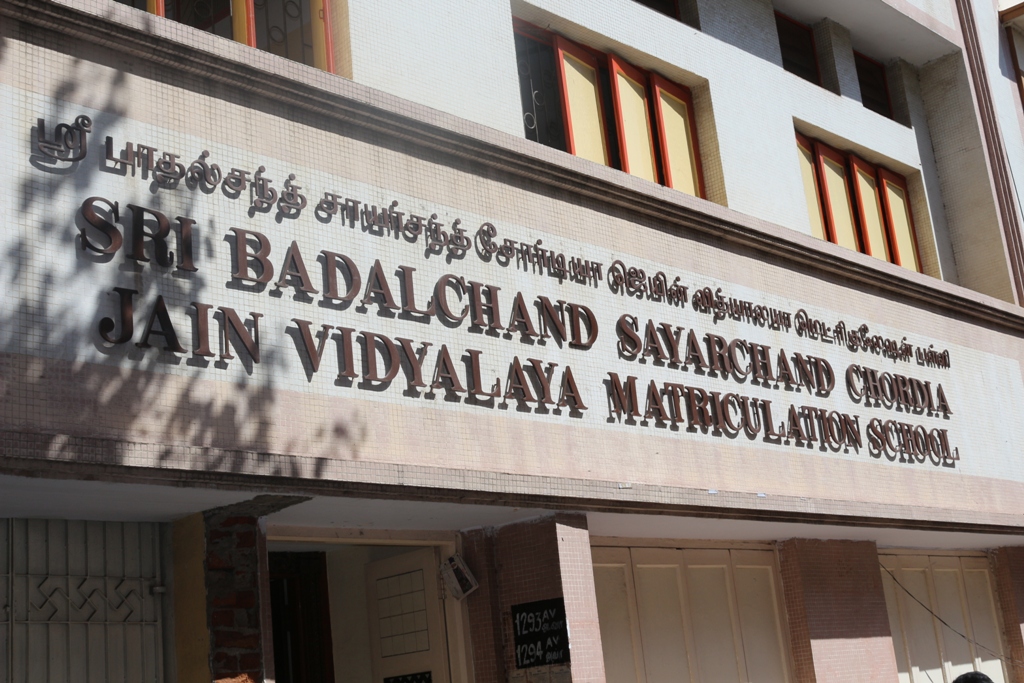 ஸ்ரீ பாதல்சந்த் சாயர்சந்த் சோர்டியா ஜெயின் வித்யாலயா மெட்ரிகுலேஷன் பள்ளி
SRI BADALCHAND SAYARCHAND CHORDIA
JAIN VIDYALAYA MATRICULATION SCHOOL.
1293 AV
1294 AV